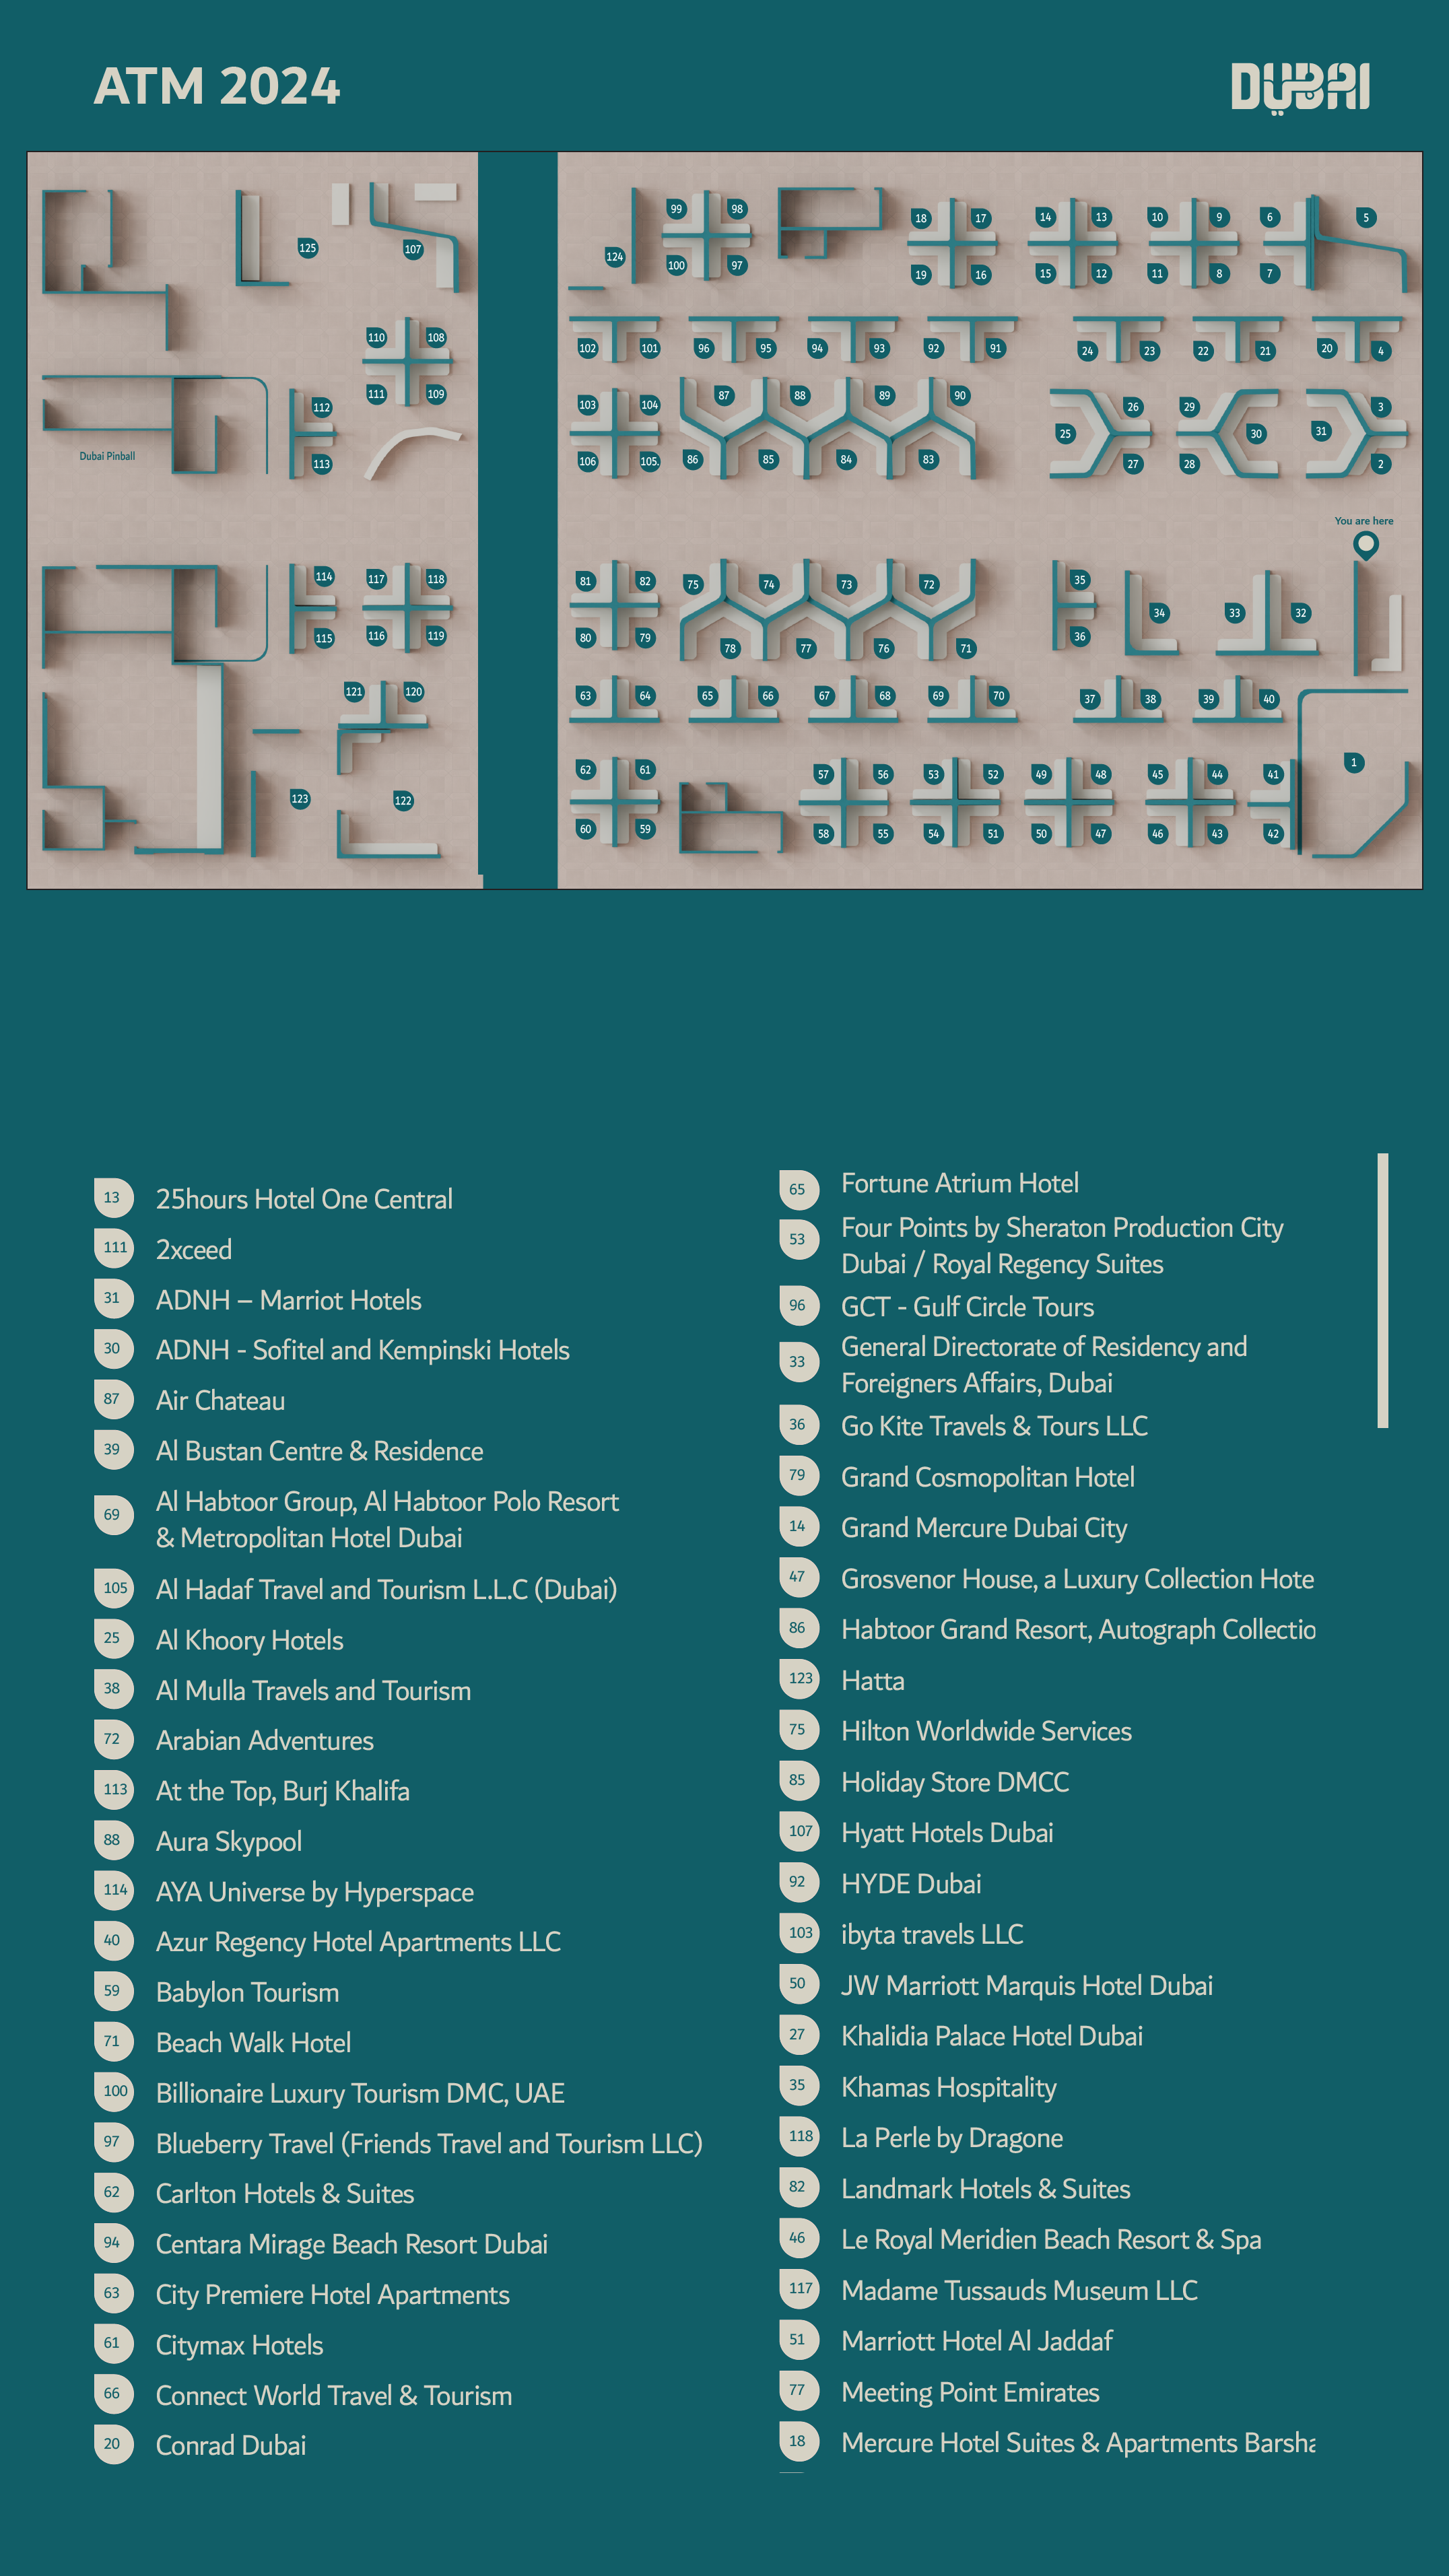 ATM 2024
DUBAI
99 98
100 97
124
18 17
19 16
14 13
15 12
10 9
11 8
6 5
7
125
107
110 108
111 109
112
113
102 101
96 95
94 93
92 91
24 23
22 21
20 4
103 104
106 105.
87 88 89 90
86 85 84 83
25 26
27
29 30
28
31 3
2
Dubai Pinball
You are here
114
115
117 118
116 119
81 82
80 79
75 74 73 72
78 77 76 71
35
36
34
33 32
121 120
63 64
65 66
67 68
69 70
37 38
39 40
1
123
122
62 61
60 59
57 56
58 55
53 52
54 51
49 48
50 47
45 44
46 43
41
42
13 25hours Hotel One Central
111 2xceed
31 ADNH – Marriot Hotels
30 ADNH - Sofitel and Kempinski Hotels
87 Air Chateau
39 Al Bustan Centre & Residence
69 Al Habtoor Group, Al Habtoor Polo Resort
& Metropolitan Hotel Dubai
105 Al Hadaf Travel and Tourism L.L.C (Dubai)
25 Al Khoory Hotels
38 Al Mulla Travels and Tourism
72 Arabian Adventures
113 At the Top, Burj Khalifa
88 Aura Skypool
114 AYA Universe by Hyperspace
40 Azur Regency Hotel Apartments LLC
59 Babylon Tourism
71 Beach Walk Hotel
100 Billionaire Luxury Tourism DMC, UAE
97 Blueberry Travel (Friends Travel and Tourism LLC)
62 Carlton Hotels & Suites
94 Centara Mirage Beach Resort Dubai
63 City Premiere Hotel Apartments
61 Citymax Hotels
66 Connect World Travel & Tourism
20 Conrad Dubai
65 Fortune Atrium Hotel
53 Four Points by Sheraton Production City
Dubai / Royal Regency Suites
96 GCT - Gulf Circle Tours
33 General Directorate of Residency and
Foreigners Affairs, Dubai
36 Go Kite Travels & Tours LLC
79 Grand Cosmopolitan Hotel
14 Grand Mercure Dubai City
47 Grosvenor House, a Luxury Collection Hote
86 Habtoor Grand Resort, Autograph Collectio
123 Hatta
75 Hilton Worldwide Services
85 Holiday Store DMCC
107 Hyatt Hotels Dubai
92 HYDE Dubai
103 ibyta travels LLC
50 JW Marriott Marquis Hotel Dubai
27 Khalidia Palace Hotel Dubai
35 Khamas Hospitality
118 La Perle by Dragone
82 Landmark Hotels & Suites
46 Le Royal Meridien Beach Resort & Spa
117 Madame Tussauds Museum LLC
51 Marriott Hotel Al Jaddaf
77 Meeting Point Emirates
18 Mercure Hotel Suites & Apartments Barsha